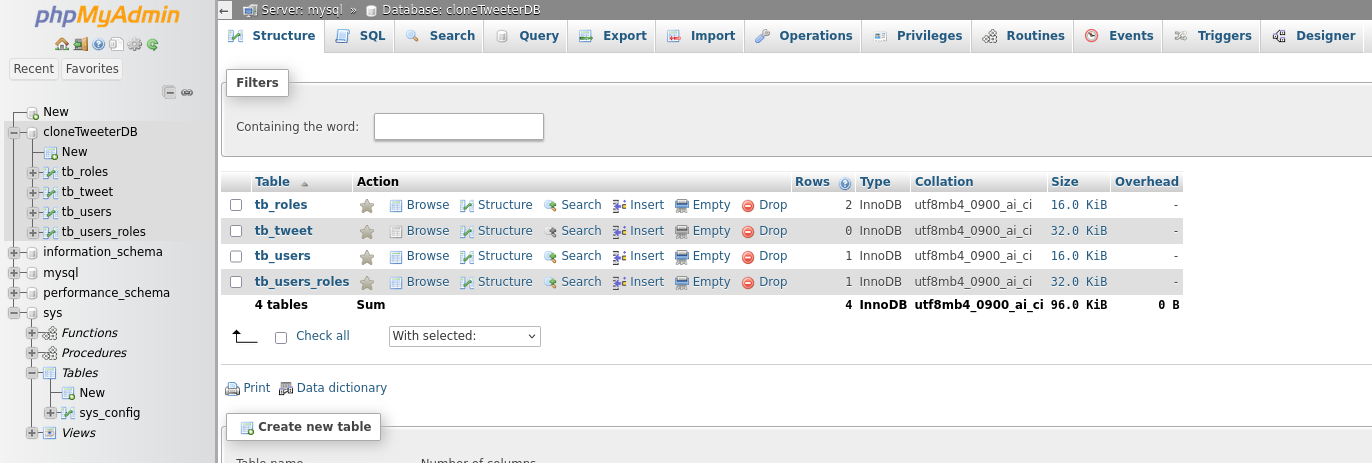 phpMyAdmin
Recent Favorites
New
cloneTweeterDB
New
tb_roles
tb_tweet
tb_users
tb_users_roles
information_schema
mysql
performance_schema
sys
Functions
Procedures
Tables
New
sys_config
Views
Server: mysql » Database: cloneTweeterDB
Structure SQL Search Query Export Import Operations Privileges Routines Events Triggers Designer
Filters
Containing the word:
Table Action Rows Type Collation Size Overhead
tb_roles Browse Structure Search Insert Empty Drop 2 InnoDB utf8mb4_0900_ai_ci 16.0 KiB -
tb_tweet Browse Structure Search Insert Empty Drop 0 InnoDB utf8mb4_0900_ai_ci 32.0 KiB -
tb_users Browse Structure Search Insert Empty Drop 1 InnoDB utf8mb4_0900_ai_ci 16.0 KiB -
tb_users_roles Browse Structure Search Insert Empty Drop 1 InnoDB utf8mb4_0900_ai_ci 32.0 KiB -
4 tables Sum 4 InnoDB utf8mb4_0900_ai_ci 96.0 KiB 0 B
Check all With selected:
Print Data dictionary
Create new table
Table name Number of columns